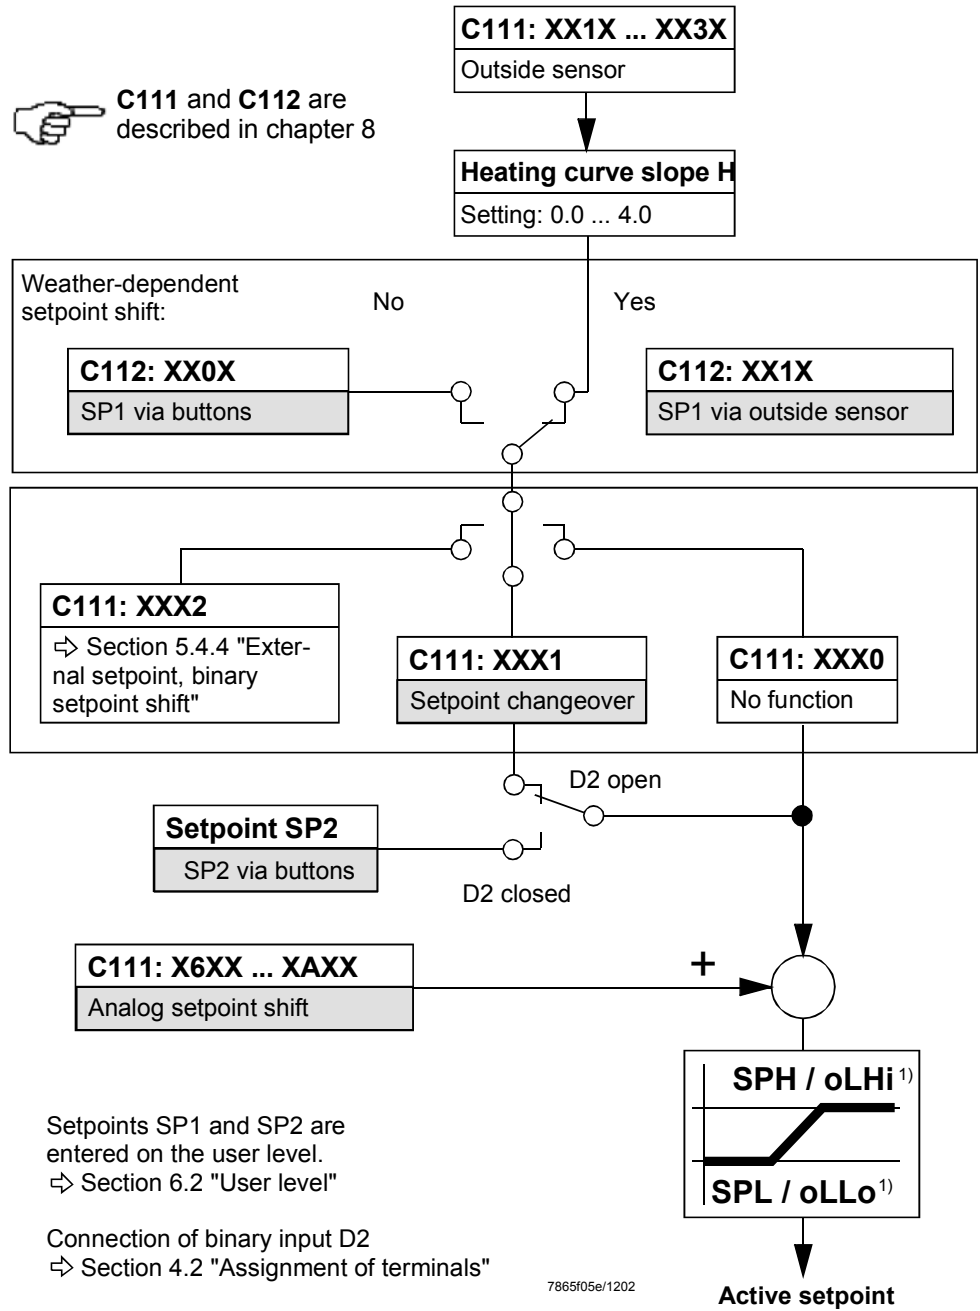 C111: XX1X ... XX3X
Outside sensor
C111 and C112 are
described in chapter 8
Heating curve slope H
Setting: 0.0 ... 4.0
Weather-dependent
setpoint shift:
No
Yes
C112: XX0X
SP1 via buttons
C112: XX1X
SP1 via outside sensor
C111: XXX2
⇨ Section 5.4.4 "Exter-
nal setpoint, binary
setpoint shift"
C111: XXX1
Setpoint changeover
C111: XXX0
No function
D2 open
Setpoint SP2
SP2 via buttons
D2 closed
C111: X6XX ... XAXX
Analog setpoint shift
+
SPH / oLHi 1)
SPL / oLLo 1)
Setpoints SP1 and SP2 are
entered on the user level.
⇨ Section 6.2 "User level"
Connection of binary input D2
⇨ Section 4.2 "Assignment of terminals"
7865f05e/1202
Active setpoint